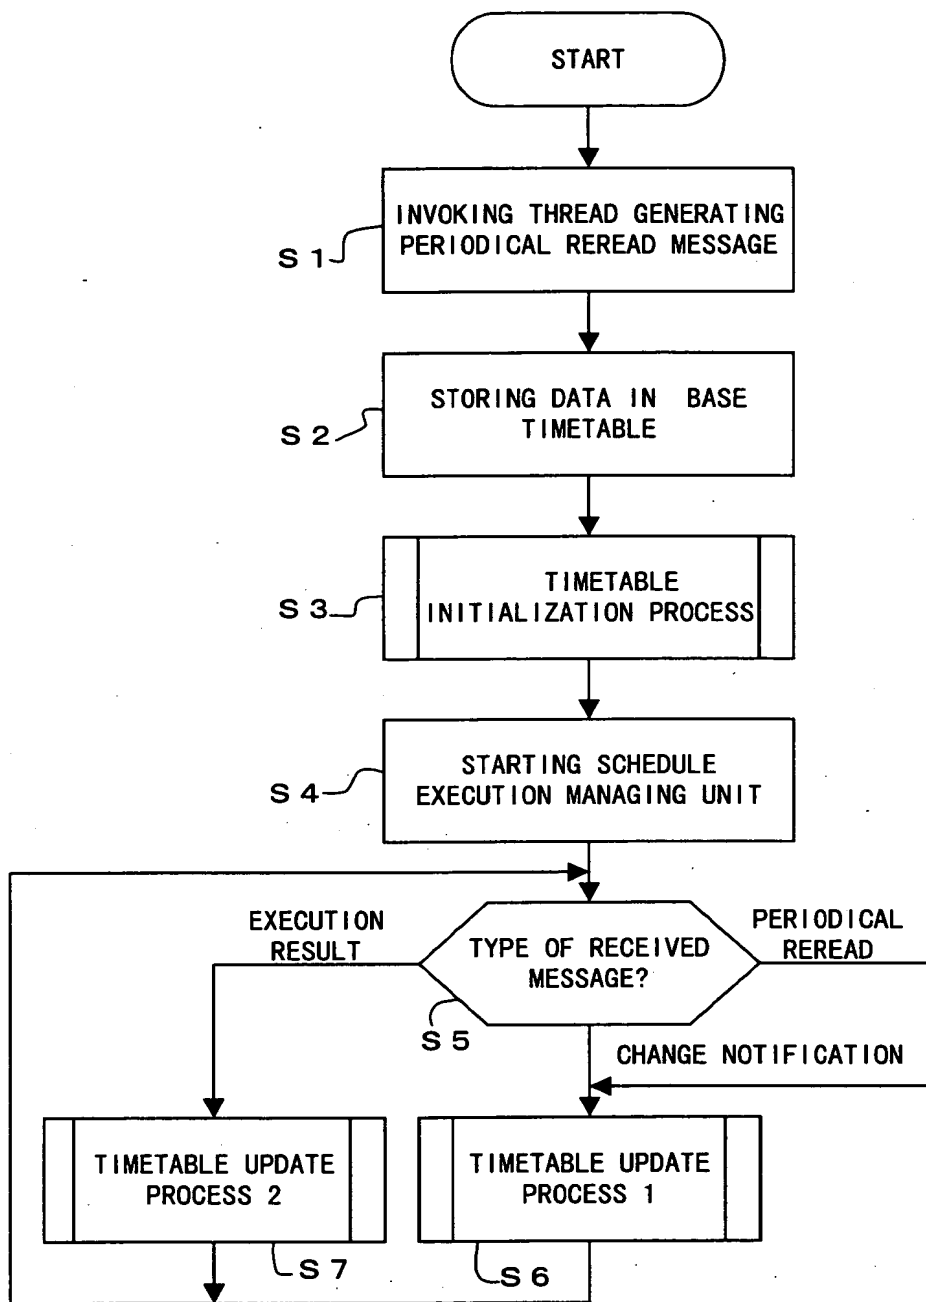 START
INVOKING THREAD GENERATING
PERIODICAL REREAD MESSAGE
S 1
STORING DATA IN BASE
TIMETABLE
S 2
TIMETABLE
INITIALIZATION PROCESS
S 3
STARTING SCHEDULE
EXECUTION MANAGING UNIT
S 4
EXECUTION
RESULT
TYPE OF RECEIVED
MESSAGE?
PERIODICAL
REREAD
S 5
CHANGE NOTIFICATION
TIMETABLE UPDATE
PROCESS 2
TIMETABLE UPDATE
PROCESS 1
S 7
S 6